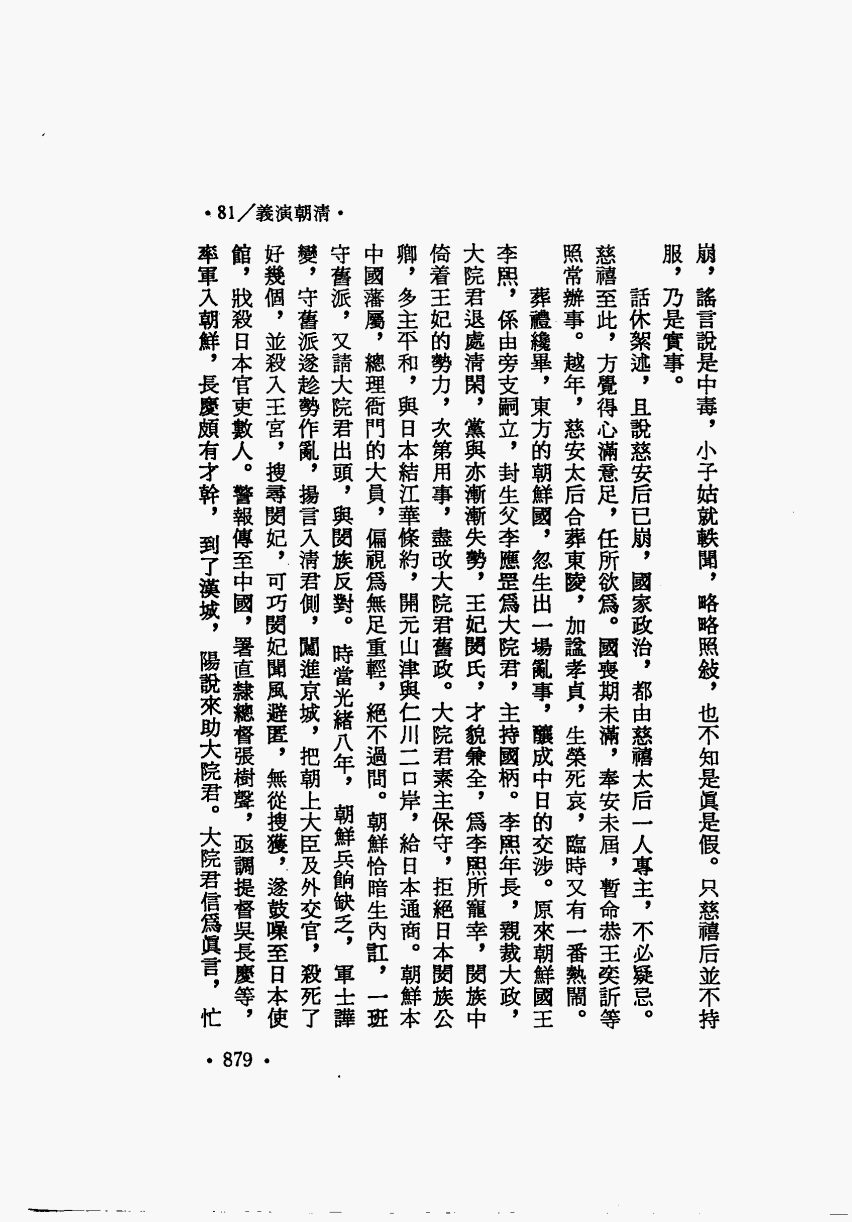 •81／義演朝清•
崩，謠言說是中毒，小子姑就軼聞，略略照敍，也不知是眞是假。只慈禧后並不持
服，乃是實事。
話休絮述，且說慈安后已崩，國家政治，都由慈禧太后一人專主，不必疑忌。
慈禧至此，方覺得心滿意足，任所欲爲。國喪期未滿，奉安未屆，暫命恭王奕訢等
照常辦事。越年，慈安太后合葬東陵，加諡孝貞，生榮死哀，臨時又有一番熱鬧。
葬禮纔畢，東方的朝鮮國，忽生出一場亂事，釀成中日的交涉。原來朝鮮國王
李熙，係由旁支嗣立，封生父李應罡爲大院君，主持國柄。李熙年長，親裁大政，
大院君退處清閑，黨與亦漸漸失勢，王妃閔氏，才貌兼全，爲李熙所寵幸，閔族中
倚着王妃的勢力，次第用事，盡改大院君舊政。大院君素主保守，拒絕日本閔族公
卿，多主平和，與日本結江華條約，開元山津與仁川二口岸，給日本通商。朝鮮本
中國藩屬，總理衙門的大員，偏視爲無足重輕，絕不過問。朝鮮恰暗生內訌，一班
守舊派，又請大院君出頭，與閔族反對。時當光緒八年，朝鮮兵餉缺乏，軍士譁
變，守舊派遂趁勢作亂，揚言入清君側，闖進京城，把朝上大臣及外交官，殺死了
好幾個，並殺入王宮，搜尋閔妃，可巧閔妃聞風避匿，無從搜獲，遂鼓噪至日本使
館，戕殺日本官吏數人。警報傳至中國，署直隸總督張樹聲，亟調提督吳長慶等，
率軍入朝鮮，長慶頗有才幹，到了漢城，陽說來助大院君。大院君信爲眞言，忙
•879•